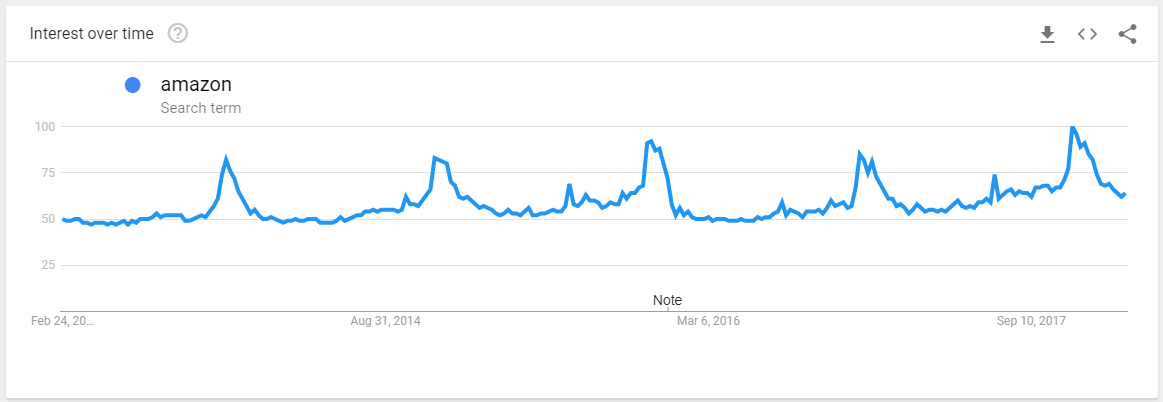 Interest over time ?
amazon
Search term
100
75
50
25
Note
Feb 24, 20... Aug 31, 2014 Mar 6, 2016 Sep 10, 2017